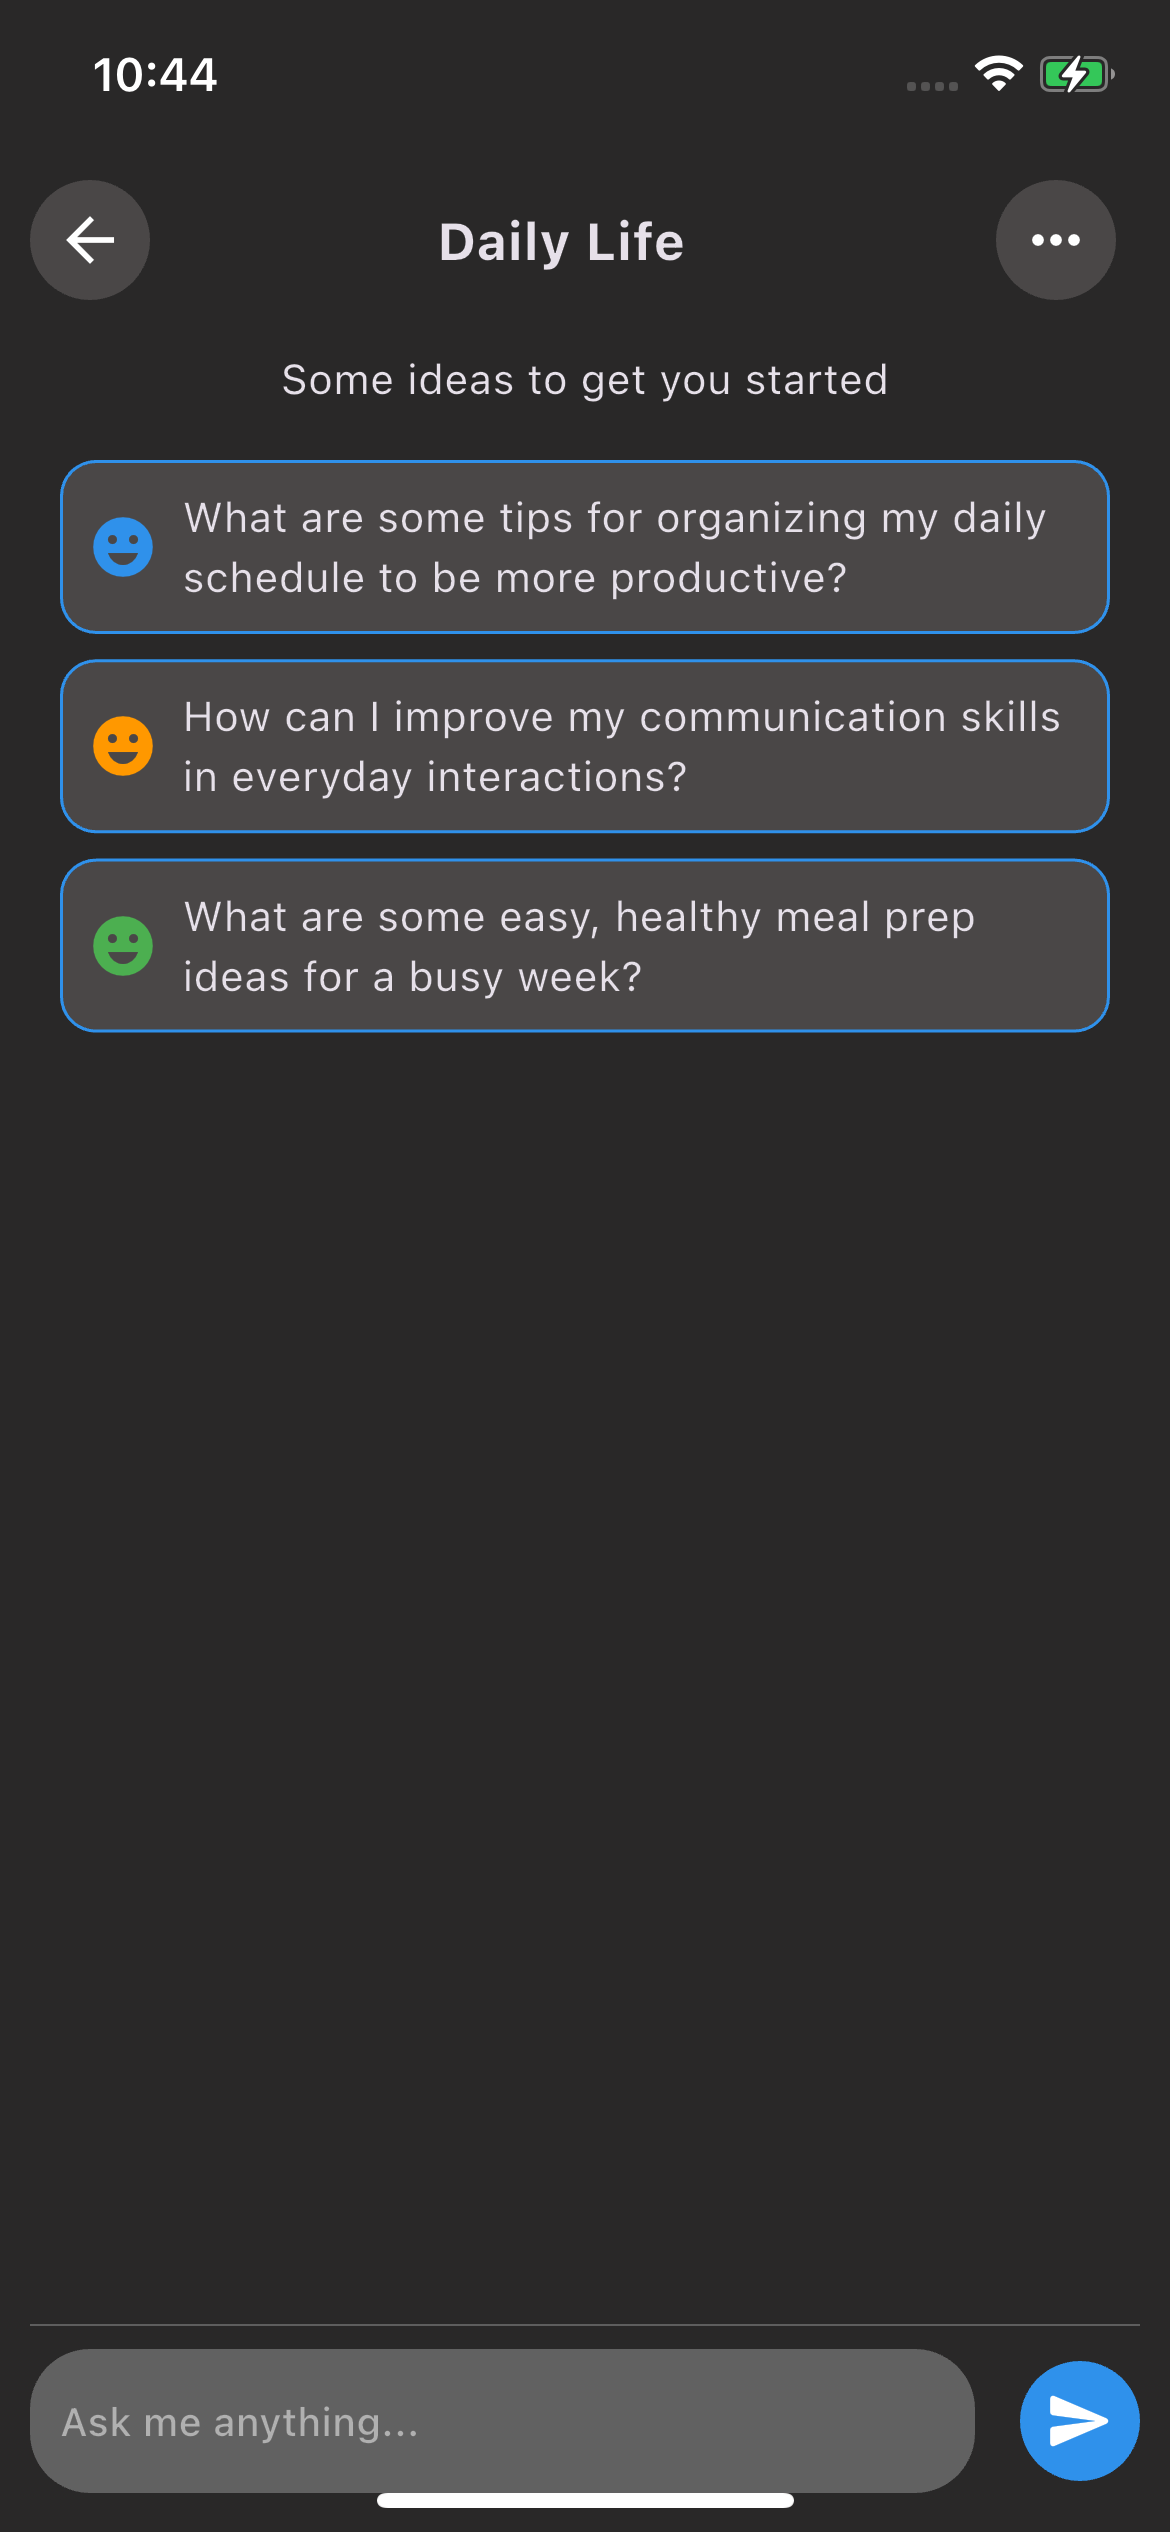 10:44
Daily Life
Some ideas to get you started
What are some tips for organizing my daily
schedule to be more productive?
How can I improve my communication skills
in everyday interactions?
What are some easy, healthy meal prep
ideas for a busy week?
Ask me anything...